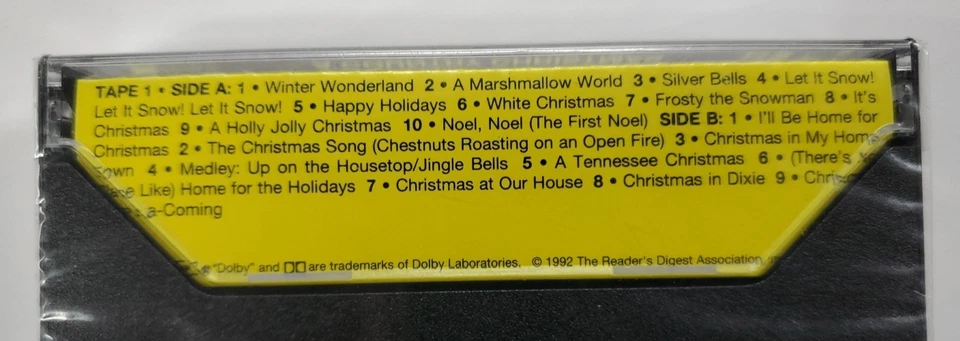 TAPE 1 • SIDE A: 1 • Winter Wonderland 2 • A Marshmallow World 3 • Silver Bells 4 • Let It Snow!
Let It Snow! Let It Snow! 5 • Happy Holidays 6 • White Christmas 7 • Frosty the Snowman 8 • It's
Christmas 9 • A Holly Jolly Christmas 10 • Noel, Noel (The First Noel) SIDE B: 1 • I'll Be Home for
Christmas 2 • The Christmas Song (Chestnuts Roasting on an Open Fire) 3 • Christmas in My Home
Town 4 • Medley: Up on the Housetop/Jingle Bells 5 • A Tennessee Christmas 6 • (There's No
Place Like) Home for the Holidays 7 • Christmas at Our House 8 • Christmas in Dixie 9 •
a-Coming
"Dolby" and are trademarks of Dolby Laboratories. © 1992 The Reader's Digest Association